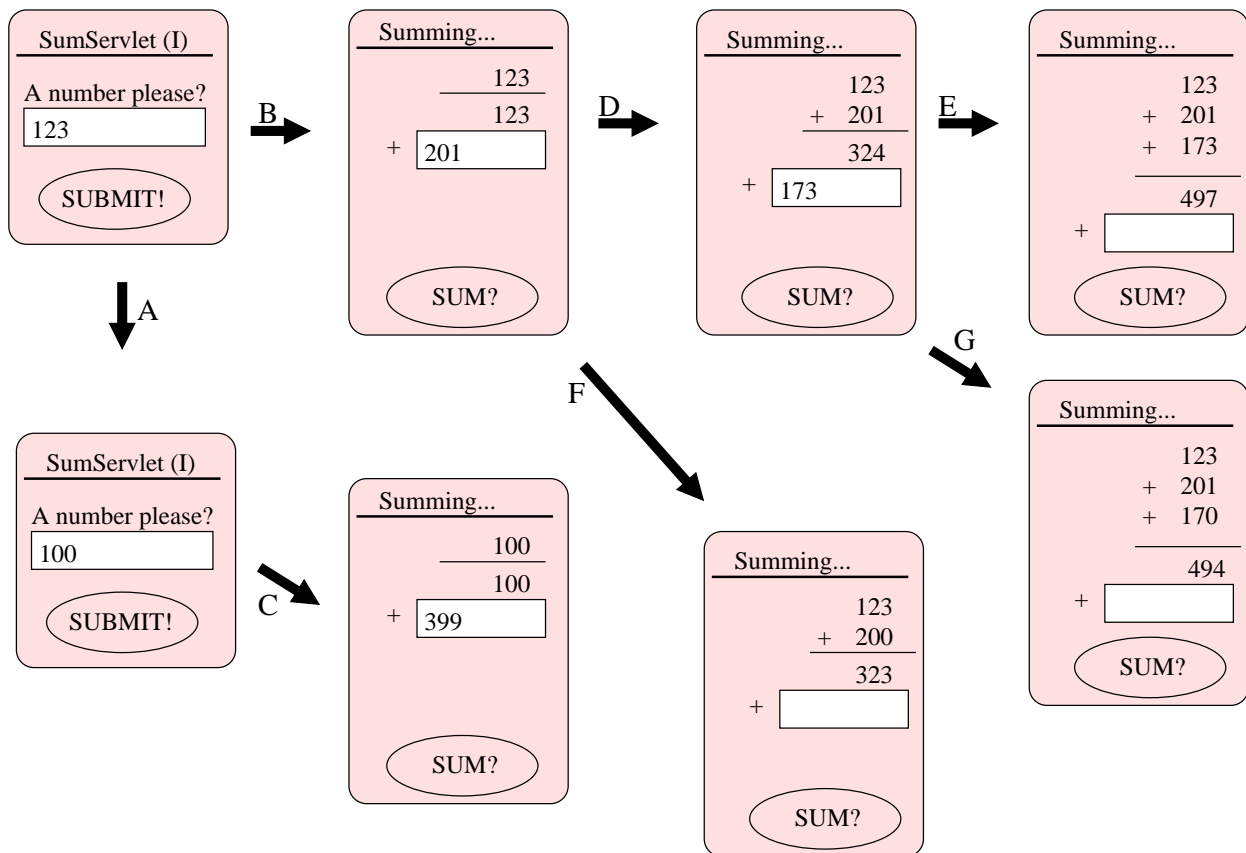 SumServlet (I)
A number please?
123
SUBMIT!
B
Summing...
123
123
+ 201
SUM?
D
Summing...
123
+ 201
324
+ 173
SUM?
E
Summing...
123
+ 201
+ 173
497
+
SUM?
A
F
G
SumServlet (I)
A number please?
100
SUBMIT!
C
Summing...
100
100
+ 399
SUM?
Summing...
123
+ 200
323
+
SUM?
Summing...
123
+ 201
+ 170
494
+
SUM?